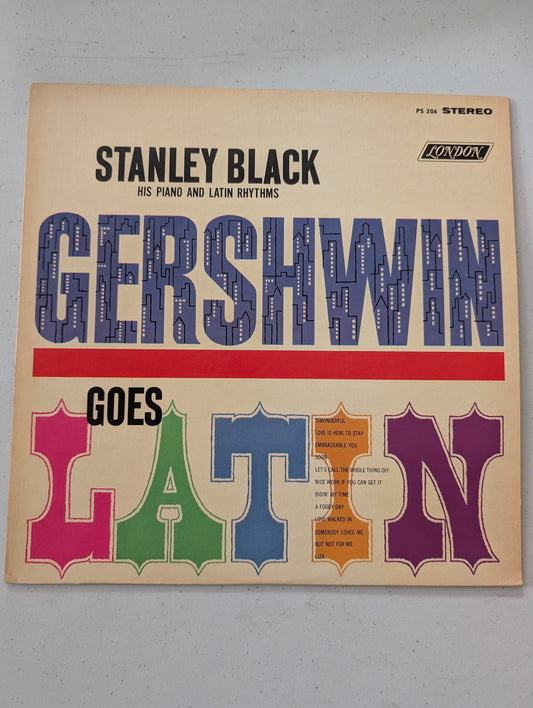 PS 206 STEREO
LONDON
STANLEY BLACK
HIS PIANO AND LATIN RHYTHMS
GERSHWIN
GOES
LATIN
'S WONDERFUL
LOVE IS HERE TO STAY
EMBRACEABLE YOU
SOON
LET'S CALL THE WHOLE THING OFF
NICE WORK IF YOU CAN GET IT
BIDIN' MY TIME
A FOGGY DAY
LOVE WALKED IN
SOMEBODY LOVES ME
BUT NOT FOR ME
LIZA